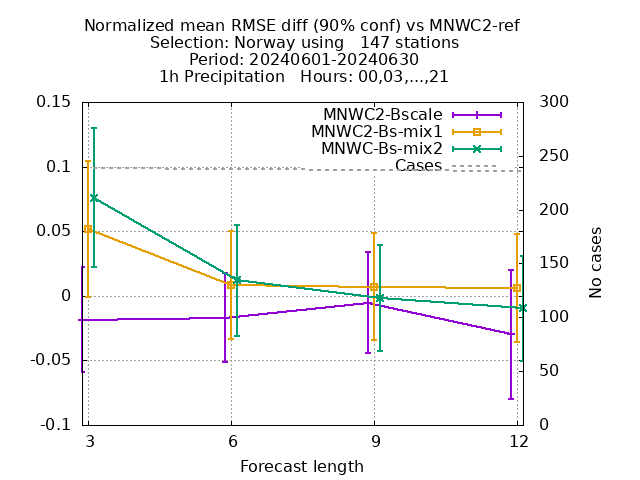 Normalized mean RMSE diff (90% conf) vs MNWC2-ref
Selection: Norway using   147 stations
Period: 20240601-20240630
1h Precipitation   Hours: 00,03,...,21
0.15
0.1
0.05
0
-0.05
-0.1
300
250
200
150
100
50
0
No cases
MNWC2-Bscale
MNWC2-Bs-mix1
MNWC-Bs-mix2
Cases
3 6 9 12
Forecast length